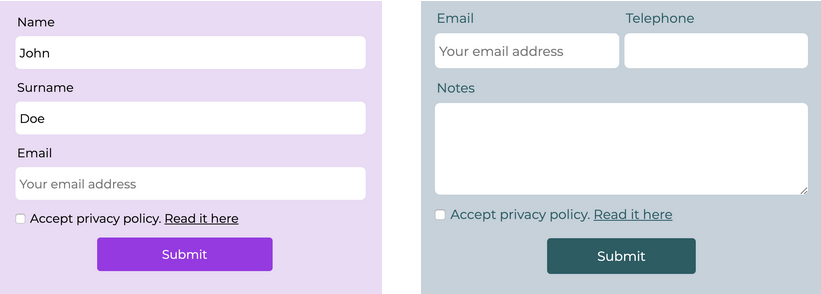 Name
John
Surname
Doe
Email
Your email address
Accept privacy policy. Read it here
Submit
Email Telephone
Your email address
Notes
Accept privacy policy. Read it here
Submit